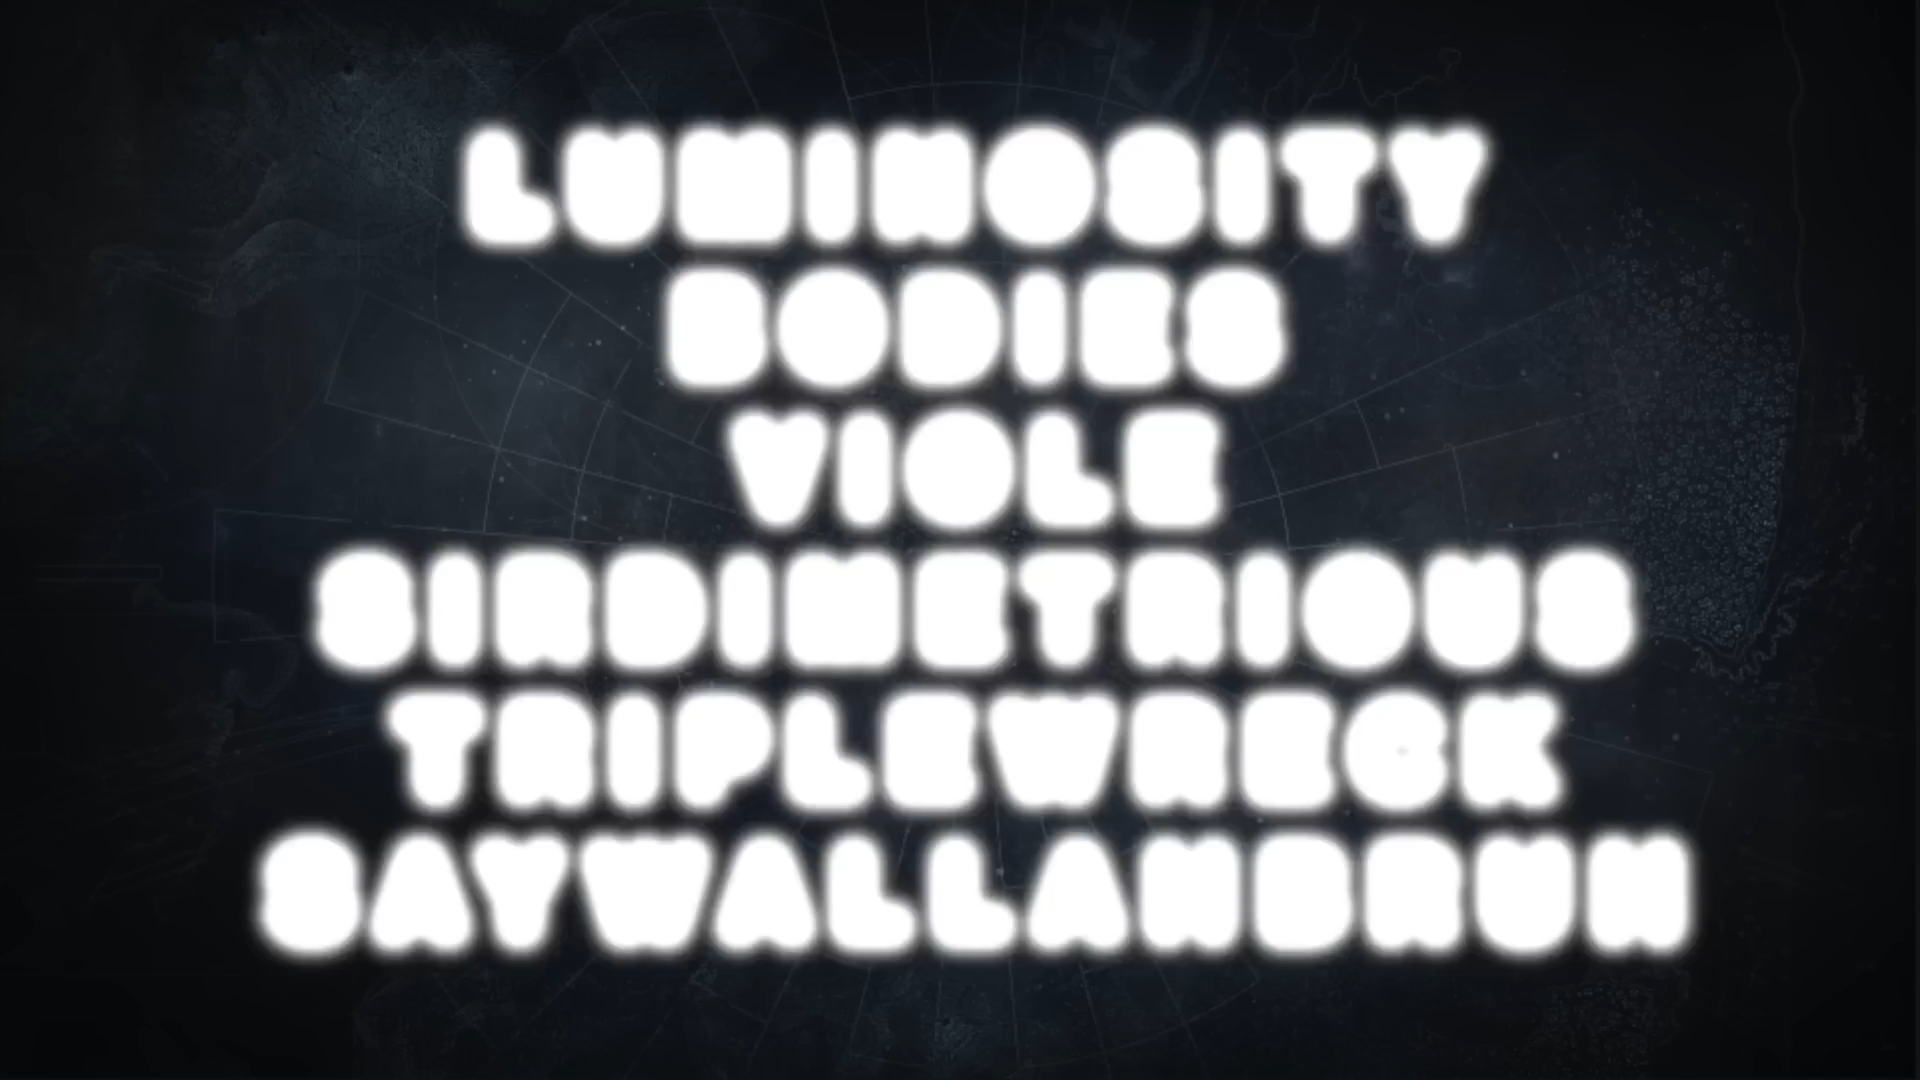 LUMINOSITY
BODIES
VIOLE
SIRDIMETRIOUS
TRIPLEWRECK
SAYWALLAHBRUH